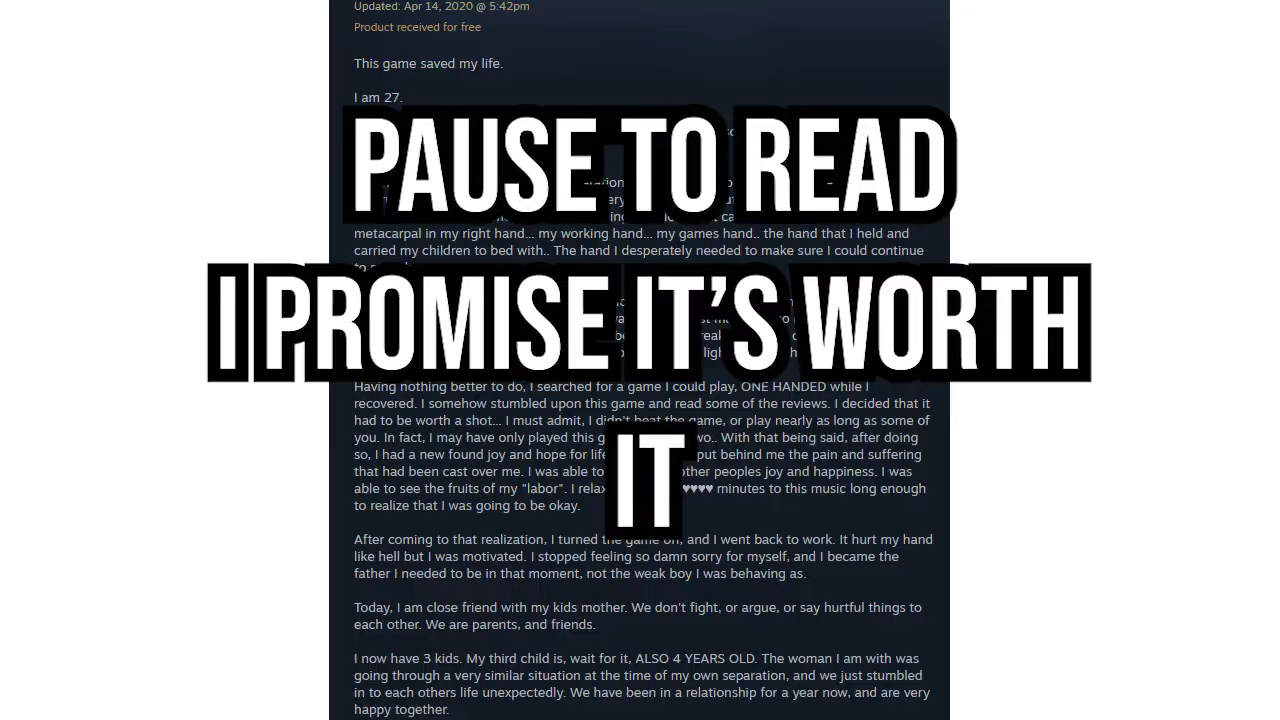 Updated: Apr 14, 2020 @ 5:42pm
Product received for free
This game saved my life.
I am 27.
PAUSE TO READ
metacarpal in my right hand... my working hand... my games hand.. the hand that I held and
carried my children to bed with.. The hand I desperately needed to make sure I could continue
to
I PROMISE IT’S WORTH
Having nothing better to do, I searched for a game I could play, ONE HANDED while I
recovered. I somehow stumbled upon this game and read some of the reviews. I decided that it
had to be worth a shot... I must admit, I didn't beat the game, or play nearly as long as some of
you. In fact, I may have only played this wo.. With that being said, after doing
so, I had a new found joy and hope for life put behind me the pain and suffering
that had been cast over me. I was able to other peoples joy and happiness. I was
able to see the fruits of my "labor". I relax ♥♥♥♥ minutes to this music long enough
to realize that I was going to be okay.
IT
After coming to that realization, I turned the game off, and I went back to work. It hurt my hand
like hell but I was motivated. I stopped feeling so damn sorry for myself, and I became the
father I needed to be in that moment, not the weak boy I was behaving as.
Today, I am close friend with my kids mother. We don't fight, or argue, or say hurtful things to
each other. We are parents, and friends.
I now have 3 kids. My third child is, wait for it, ALSO 4 YEARS OLD. The woman I am with was
going through a very similar situation at the time of my own separation, and we just stumbled
in to each others life unexpectedly. We have been in a relationship for a year now, and are very
happy together.